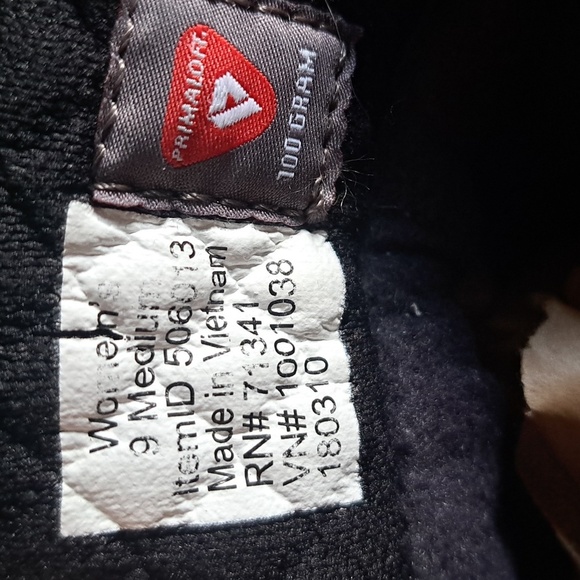 PRIMALOFT
100 GRAM
Women's
9 Medium
ItemID 506013
Made in Vietnam
RN# 71341
VN# 1001038
180310